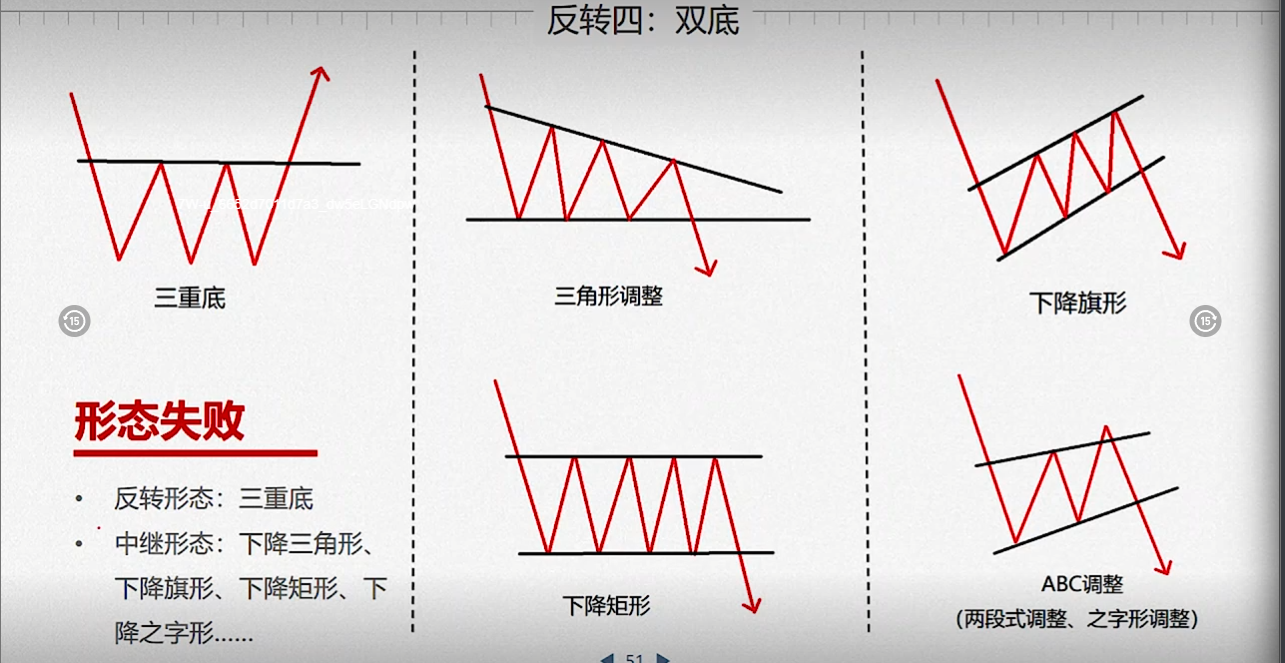 反转四：双底
三重底
三角形调整
下降旗形
15
15
形态失败
• 反转形态：三重底
• 中继形态：下降三角形、
下降旗形、下降矩形、下
降之字形......
下降矩形
ABC调整
（两段式调整、之字形调整）
51